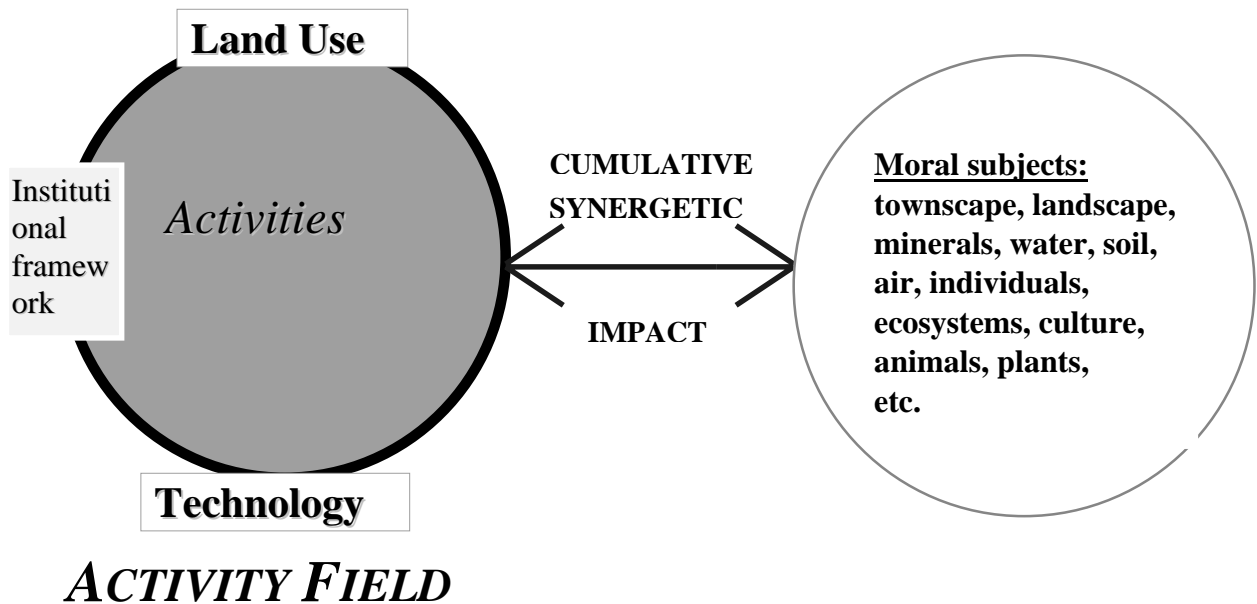 Land Use
Instituti
onal
framew
ork
Activities
Technology
ACTIVITY FIELD
CUMULATIVE
SYNERGETIC
IMPACT
Moral subjects:
townscape, landscape,
minerals, water, soil,
air, individuals,
ecosystems, culture,
animals, plants,
etc.